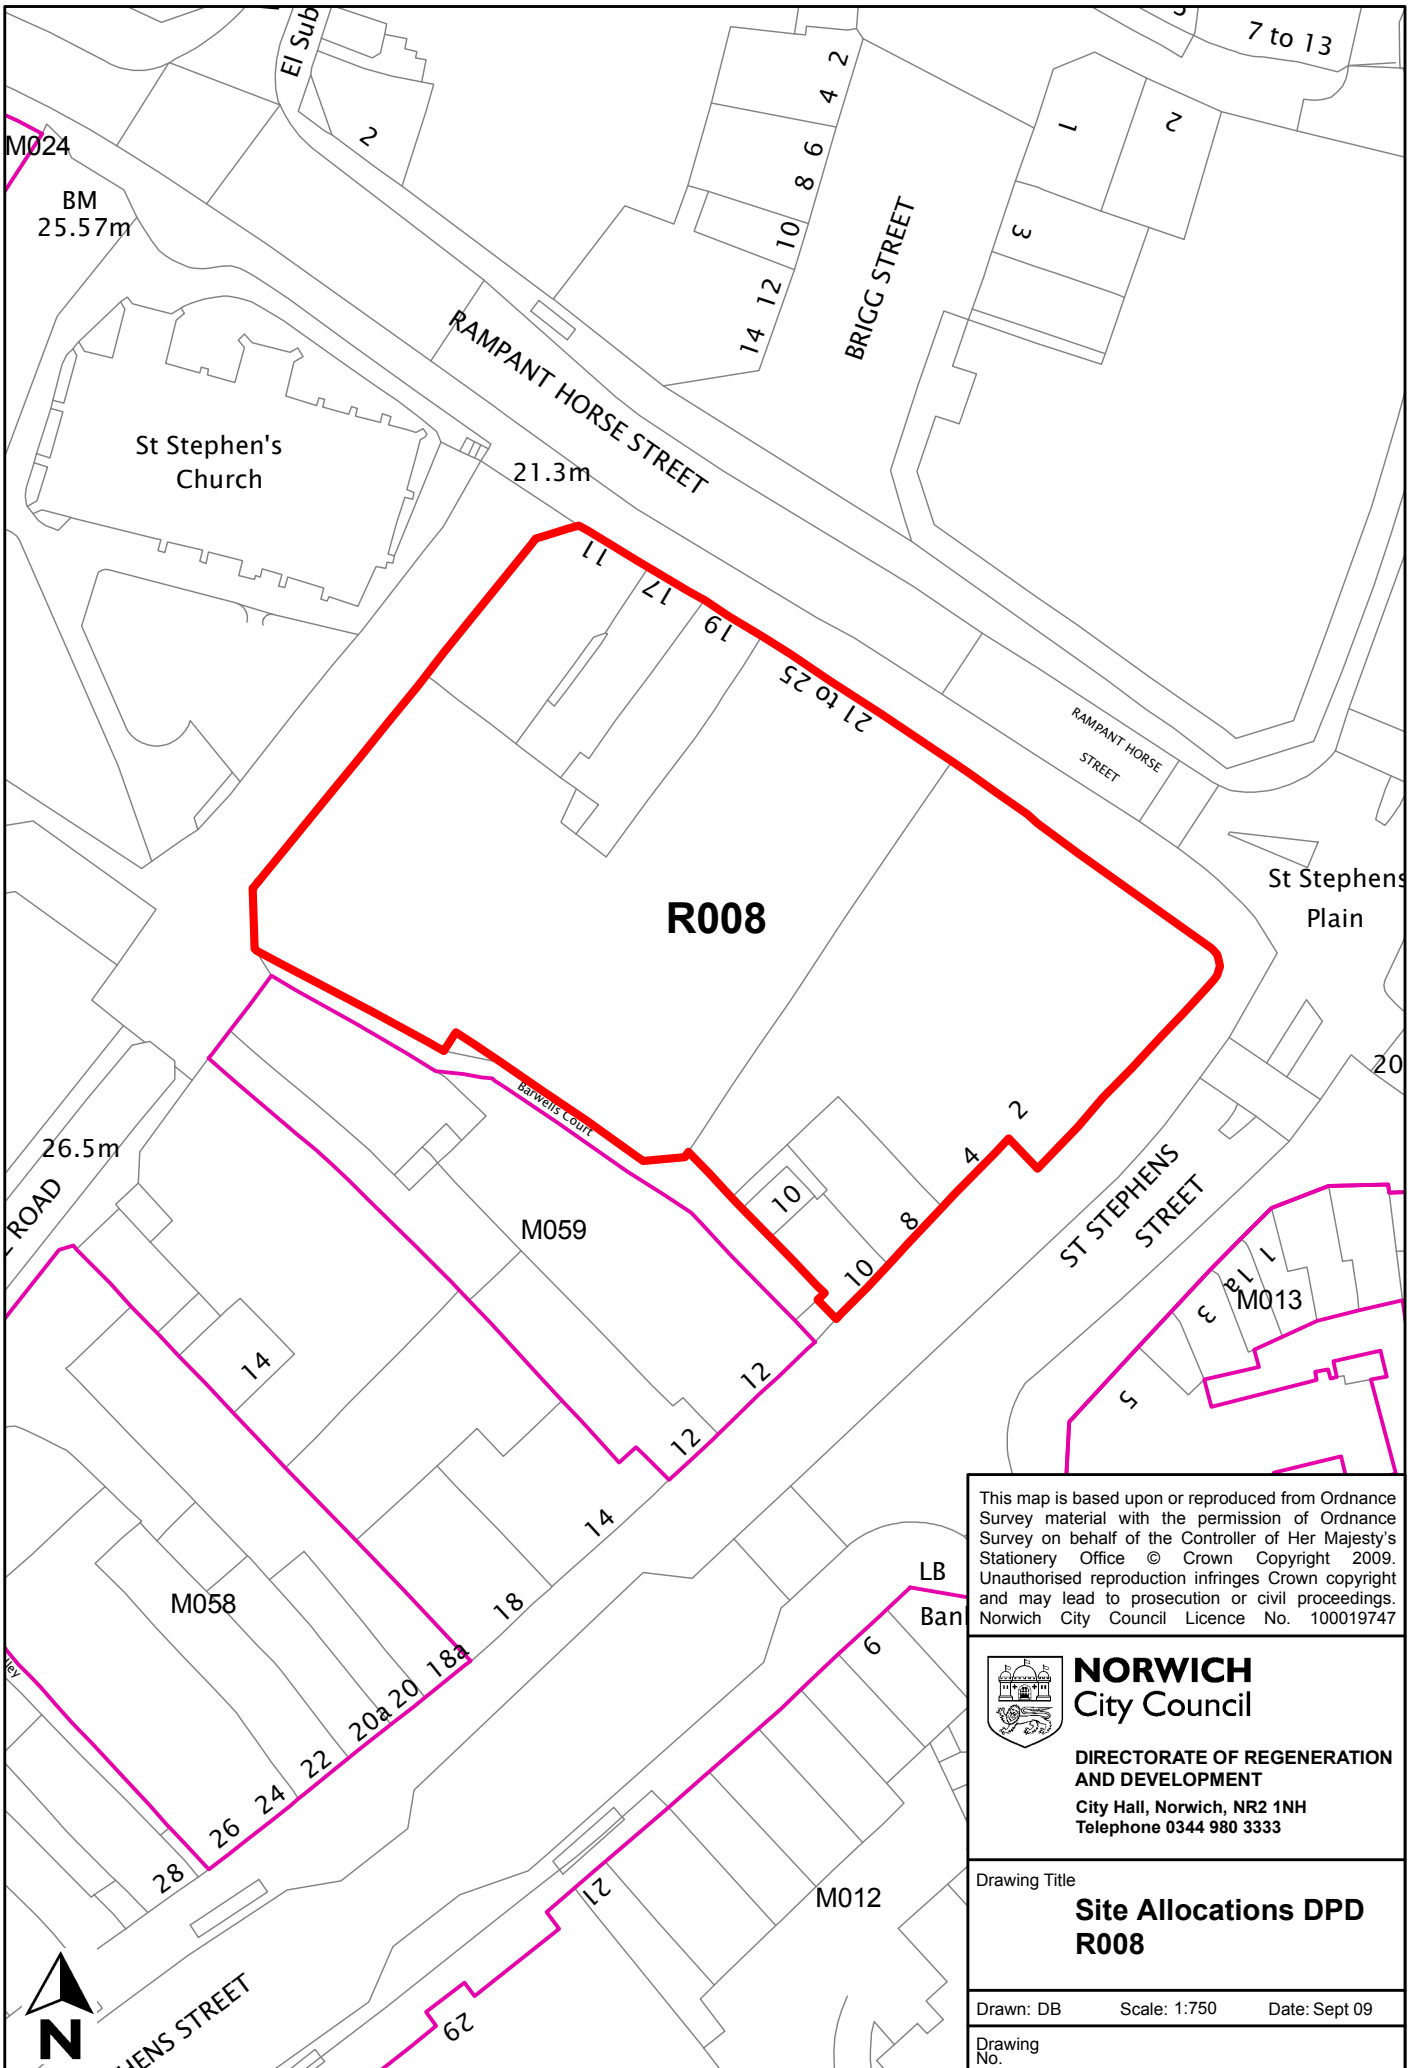 El Sub
7 to 13
2
2
4
6
8
10
12
14
1
2
3
M024
BM
25.57m
BRIGG STREET
RAMPANT HORSE STREET
St Stephen's
Church
21.3m
11
17
19
21 to 25
RAMPANT HORSE
STREET
R008
St Stephens
Plain
20
Barwells Court
26.5m
ROAD
M059
2
4
8
10
10
ST STEPHENS
STREET
1
1a
3
M013
5
14
12
12
14
18
18a
20
20a
22
24
26
28
M058
LB
6
21
M012
29
HENS STREET
N
This map is based upon or reproduced from Ordnance
Survey material with the permission of Ordnance
Survey on behalf of the Controller of Her Majesty's
Stationery Office © Crown Copyright 2009.
Unauthorised reproduction infringes Crown copyright
and may lead to prosecution or civil proceedings.
Norwich City Council Licence No. 100019747
NORWICH
City Council
DIRECTORATE OF REGENERATION
AND DEVELOPMENT
City Hall, Norwich, NR2 1NH
Telephone 0344 980 3333
Drawing Title
Site Allocations DPD
R008
Drawn: DB Scale: 1:750 Date: Sept 09
Drawing
No.